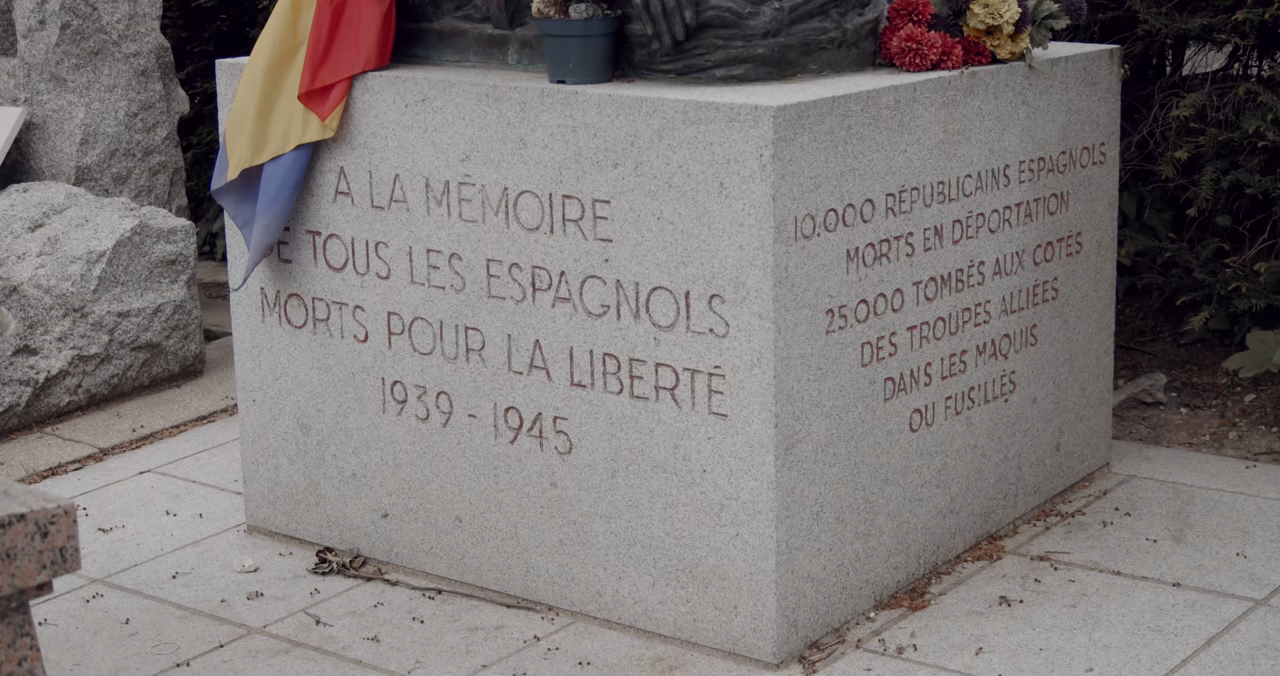 A LA MÉMOIRE
DE TOUS LES ESPAGNOLS
MORTS POUR LA LIBERTÉ
1939 - 1945
10.000 RÉPUBLICAINS ESPAGNOLS
MORTS EN DÉPORTATION
25.000 TOMBÉS AUX COTÉS
DES TROUPES ALLIÉES
DANS LES MAQUIS
OU FUSILLÉS